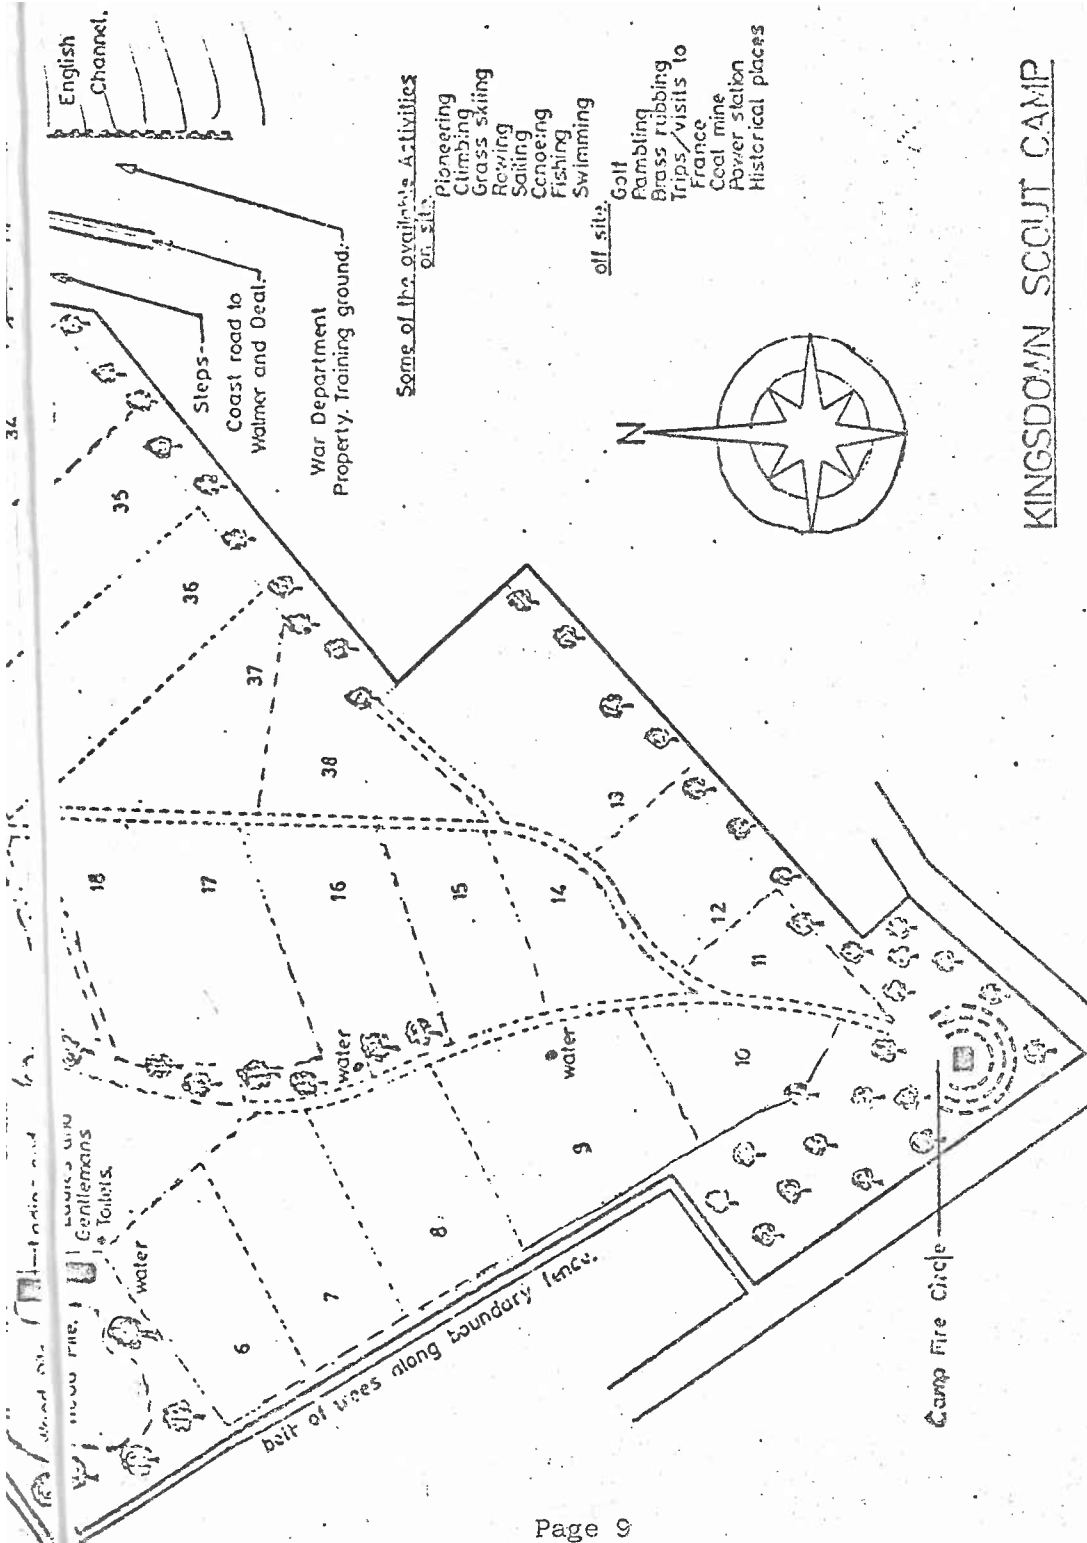 English
Channel.
Steps
Coast road to
Walmer and Deal.
War Department
Property. Training ground.
Some of the available Activities
on site.
Pioneering
Climbing
Grass skiing
Rowing
Sailing
Canoeing
Fishing
Swimming
off site.
Golf
Rambling
Brass rubbing
Trips/visits to
France
Coal mine
Power station
Historical places
N
KINGSDOWN SCOUT CAMP
34
35
36
37
38
18
17
16
15
14
13
12
11
10
9
8
7
6
water
water
water
Ladies and
Gentlemans
Toilets.
belt of trees along boundary fence.
Camp Fire Circle
Page 9